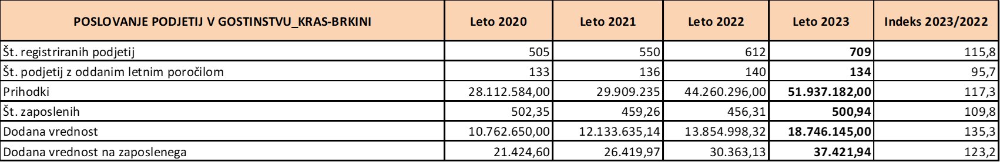 POSLOVANJE PODJETIJ V GOSTINSTVU_KRAS-BRKINI Leto 2020 Leto 2021 Leto 2022 Leto 2023 Indeks 2023/2022
Št. registriranih podjetij 505 550 612 709 115,8
Št. podjetij z oddanim letnim poročilom 133 136 140 134 95,7
Prihodki 28.112.584,00 29.909.235 44.260.296,00 51.937.182,00 117,3
Št. zaposlenih 502,35 459,26 456,31 500,94 109,8
Dodana vrednost 10.762.650,00 12.133.635,14 13.854.998,32 18.746.145,00 135,3
Dodana vrednost na zaposlenega 21.424,60 26.419,97 30.363,13 37.421,94 123,2